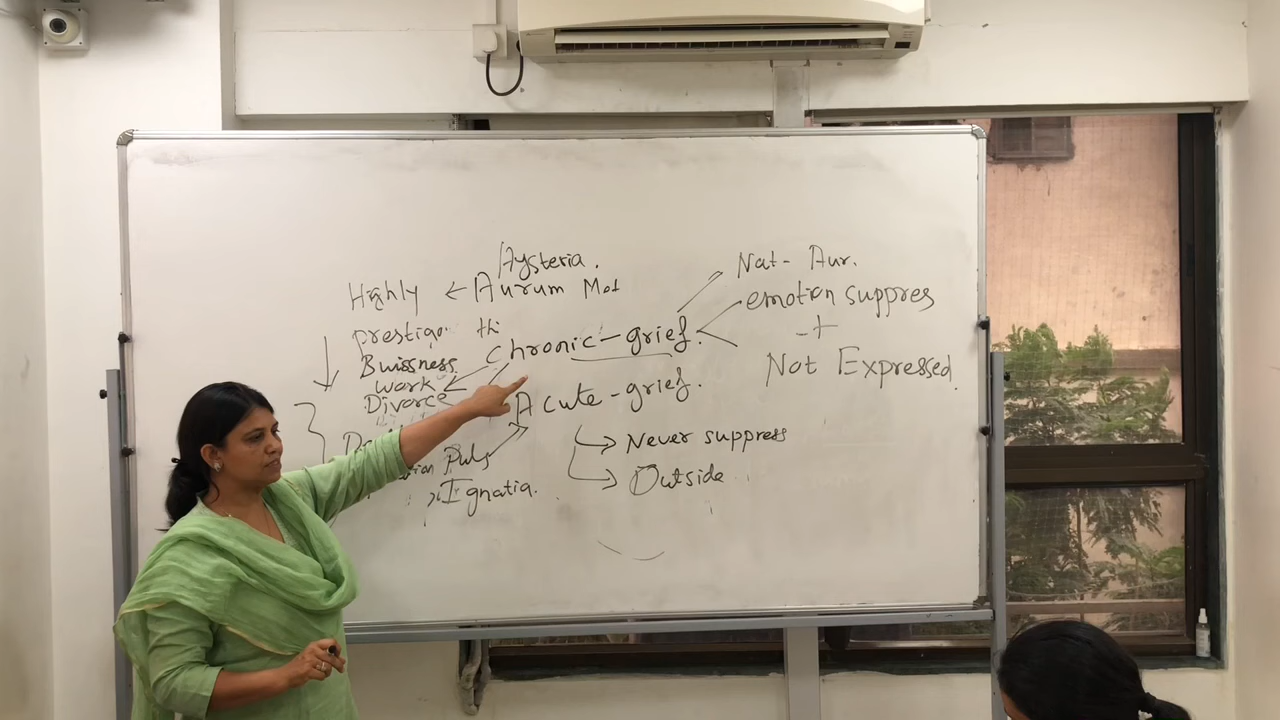 Hysteria.
Highly ← Aurum Met
Nat- Aur.
emotion suppres
+
Not Expressed.
chronic-grief.
Buissness
work
Divorce
Acute-grief.
Never suppress
Outside
Puls
Ignatia.